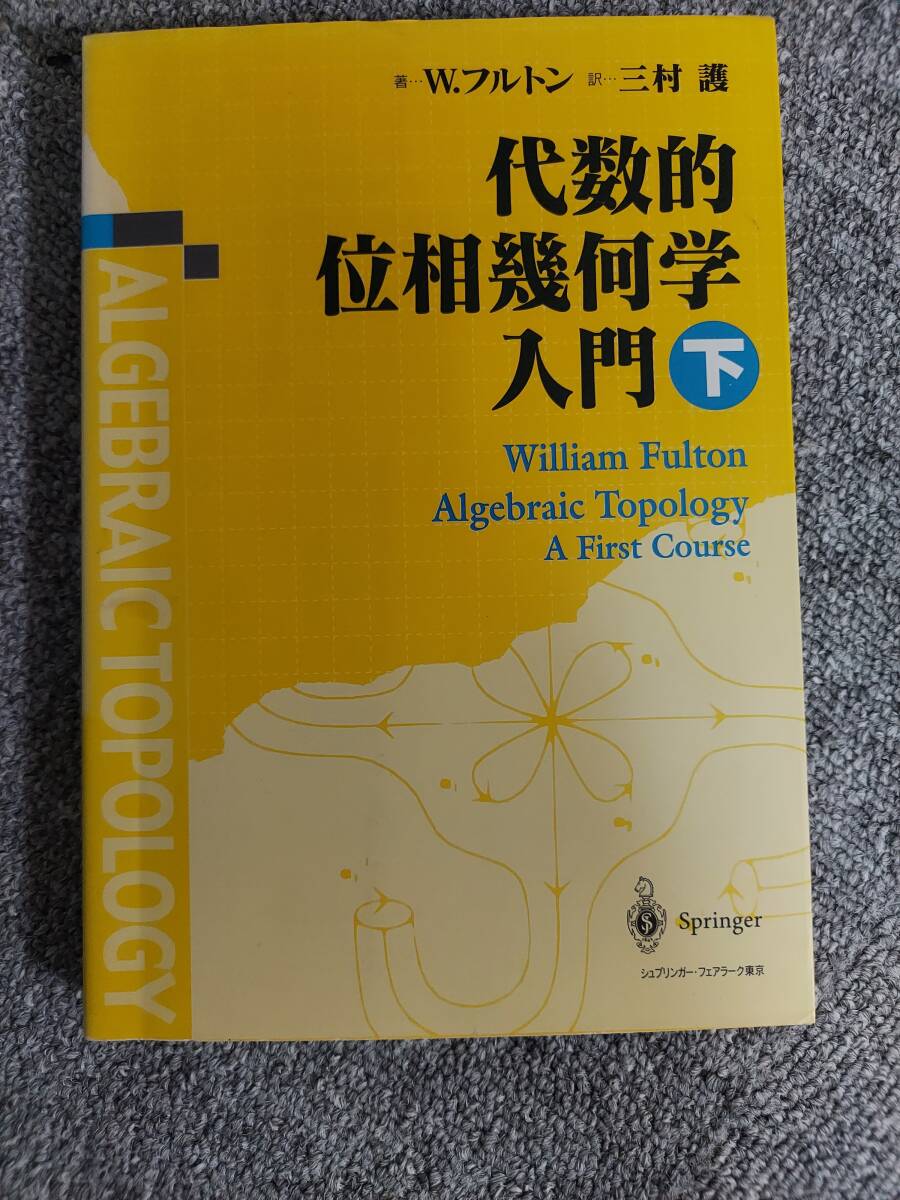 著…W.フルトン 訳…三村 護
代数的
位相幾何学
入門 下
William Fulton
Algebraic Topology
A First Course
ALGEBRAIC TOPOLOGY
Springer
シュプリンガー・フェアラーク東京